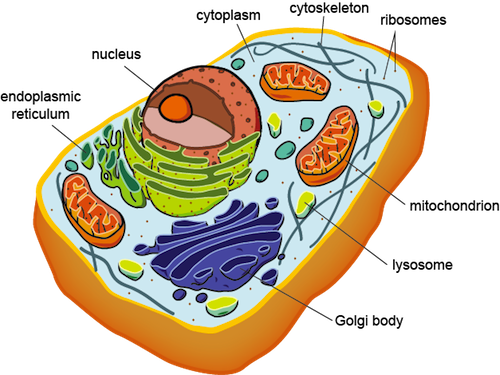 cytoskeleton
cytoplasm
ribosomes
nucleus
endoplasmic
reticulum
mitochondrion
lysosome
Golgi body